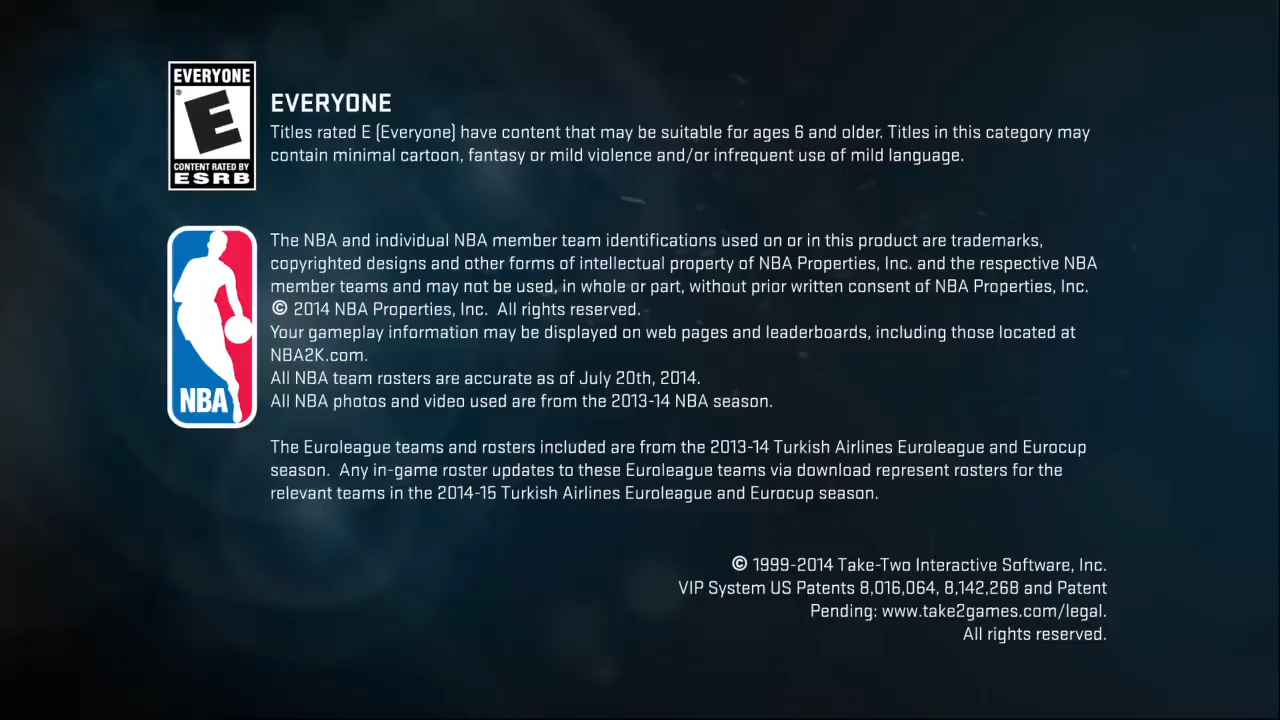 EVERYONE
E
®
CONTENT RATED BY
ESRB
EVERYONE
Titles rated E (Everyone) have content that may be suitable for ages 6 and older. Titles in this category may
contain minimal cartoon, fantasy or mild violence and/or infrequent use of mild language.
NBA
The NBA and individual NBA member team identifications used on or in this product are trademarks,
copyrighted designs and other forms of intellectual property of NBA Properties, Inc. and the respective NBA
member teams and may not be used, in whole or part, without prior written consent of NBA Properties, Inc.
© 2014 NBA Properties, Inc. All rights reserved.
Your gameplay information may be displayed on web pages and leaderboards, including those located at
NBA2K.com.
All NBA team rosters are accurate as of July 20th, 2014.
All NBA photos and video used are from the 2013-14 NBA season.
The Euroleague teams and rosters included are from the 2013-14 Turkish Airlines Euroleague and Eurocup
season. Any in-game roster updates to these Euroleague teams via download represent rosters for the
relevant teams in the 2014-15 Turkish Airlines Euroleague and Eurocup season.
© 1999-2014 Take-Two Interactive Software, Inc.
VIP System US Patents 8,016,064, 8,142,268 and Patent
Pending: www.take2games.com/legal.
All rights reserved.